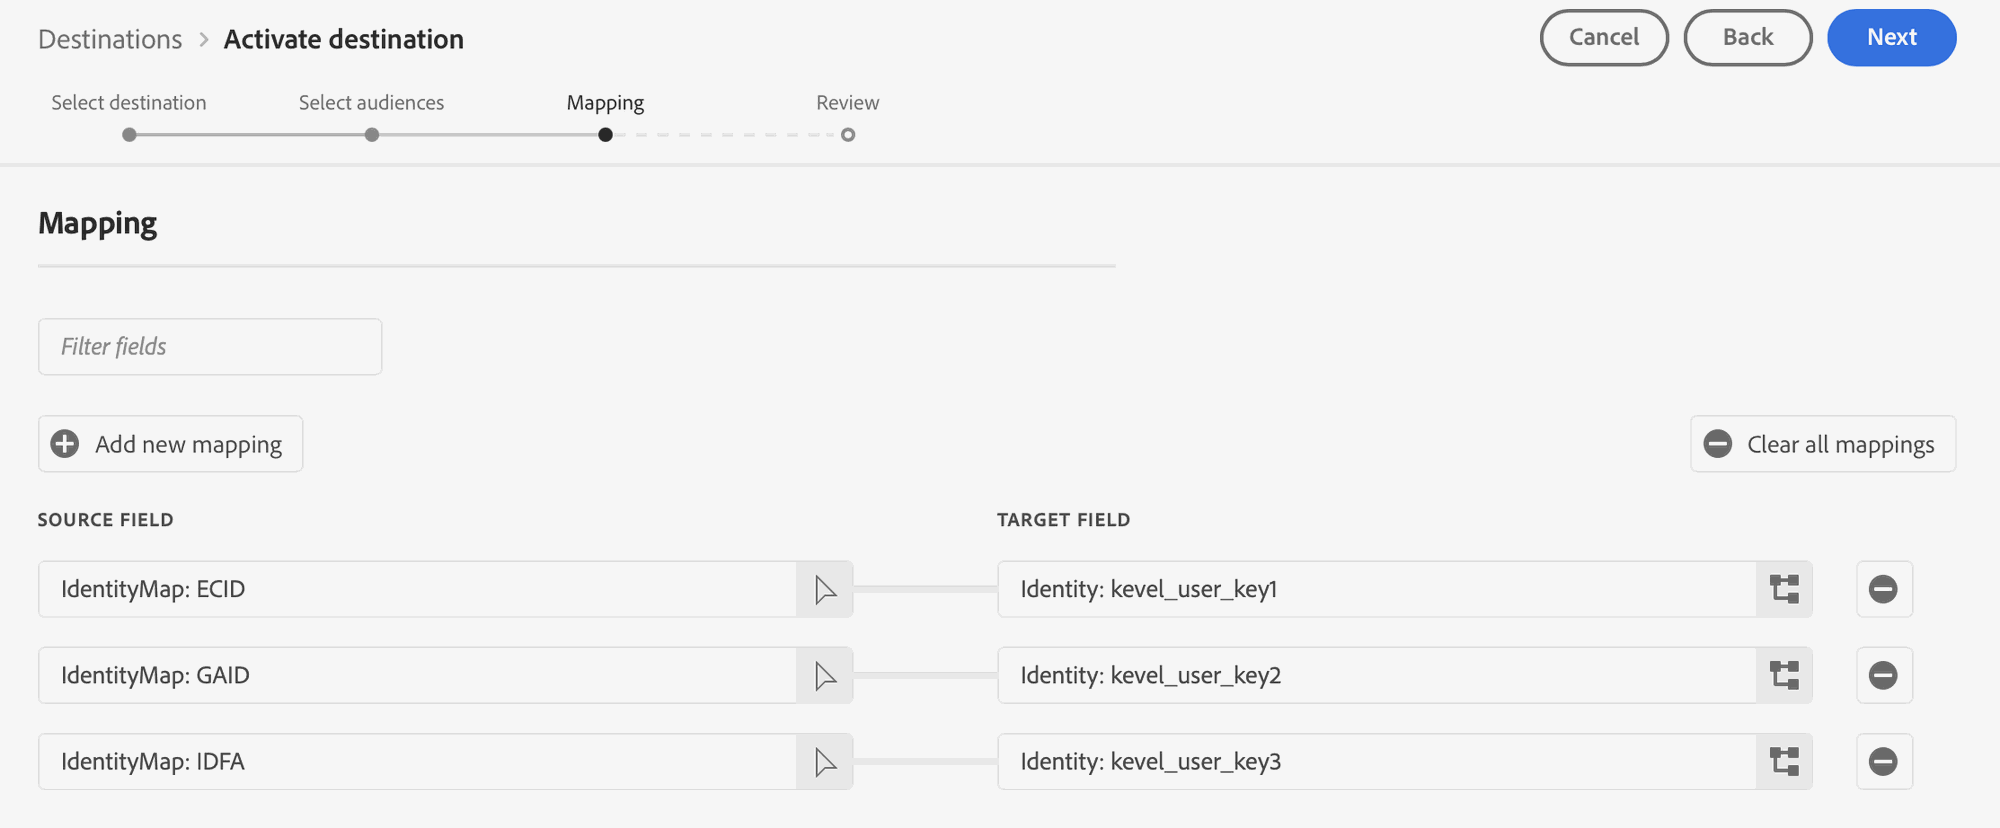 Destinations > Activate destination
Cancel
Back
Next
Select destination
Select audiences
Mapping
Review
Mapping
Filter fields
Add new mapping
Clear all mappings
SOURCE FIELD
TARGET FIELD
IdentityMap: ECID
Identity: kevel_user_key1
IdentityMap: GAID
Identity: kevel_user_key2
IdentityMap: IDFA
Identity: kevel_user_key3